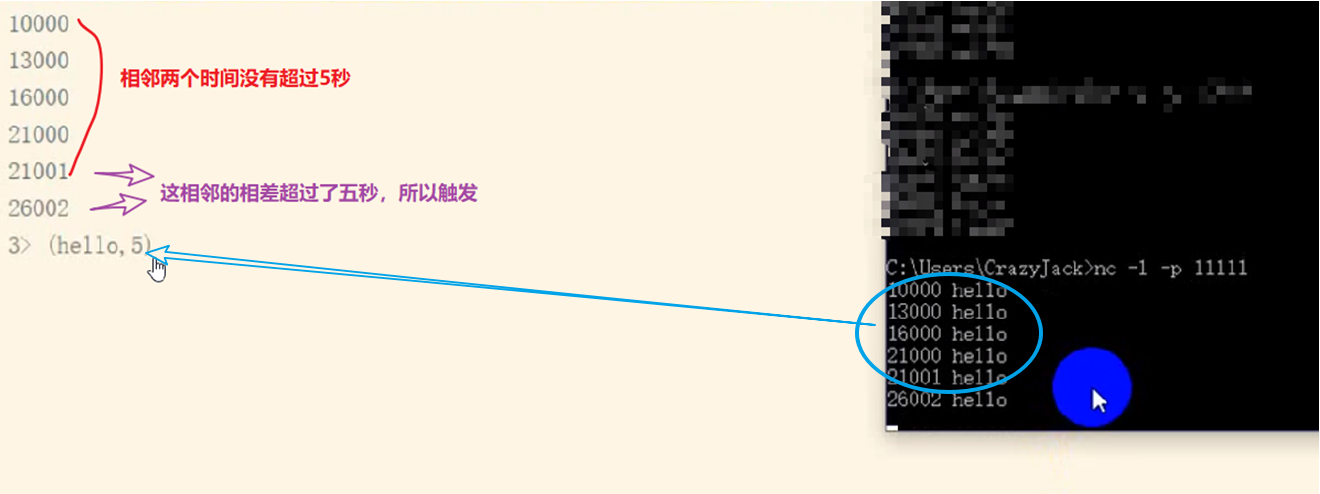 10000
13000
16000
21000
21001
26002
3> (hello,5)
相邻两个时间没有超过5秒
这相邻的相差超过了五秒，所以触发
C:\Users\CrazyJack>nc -l -p 11111
10000 hello
13000 hello
16000 hello
21000 hello
21001 hello
26002 hello